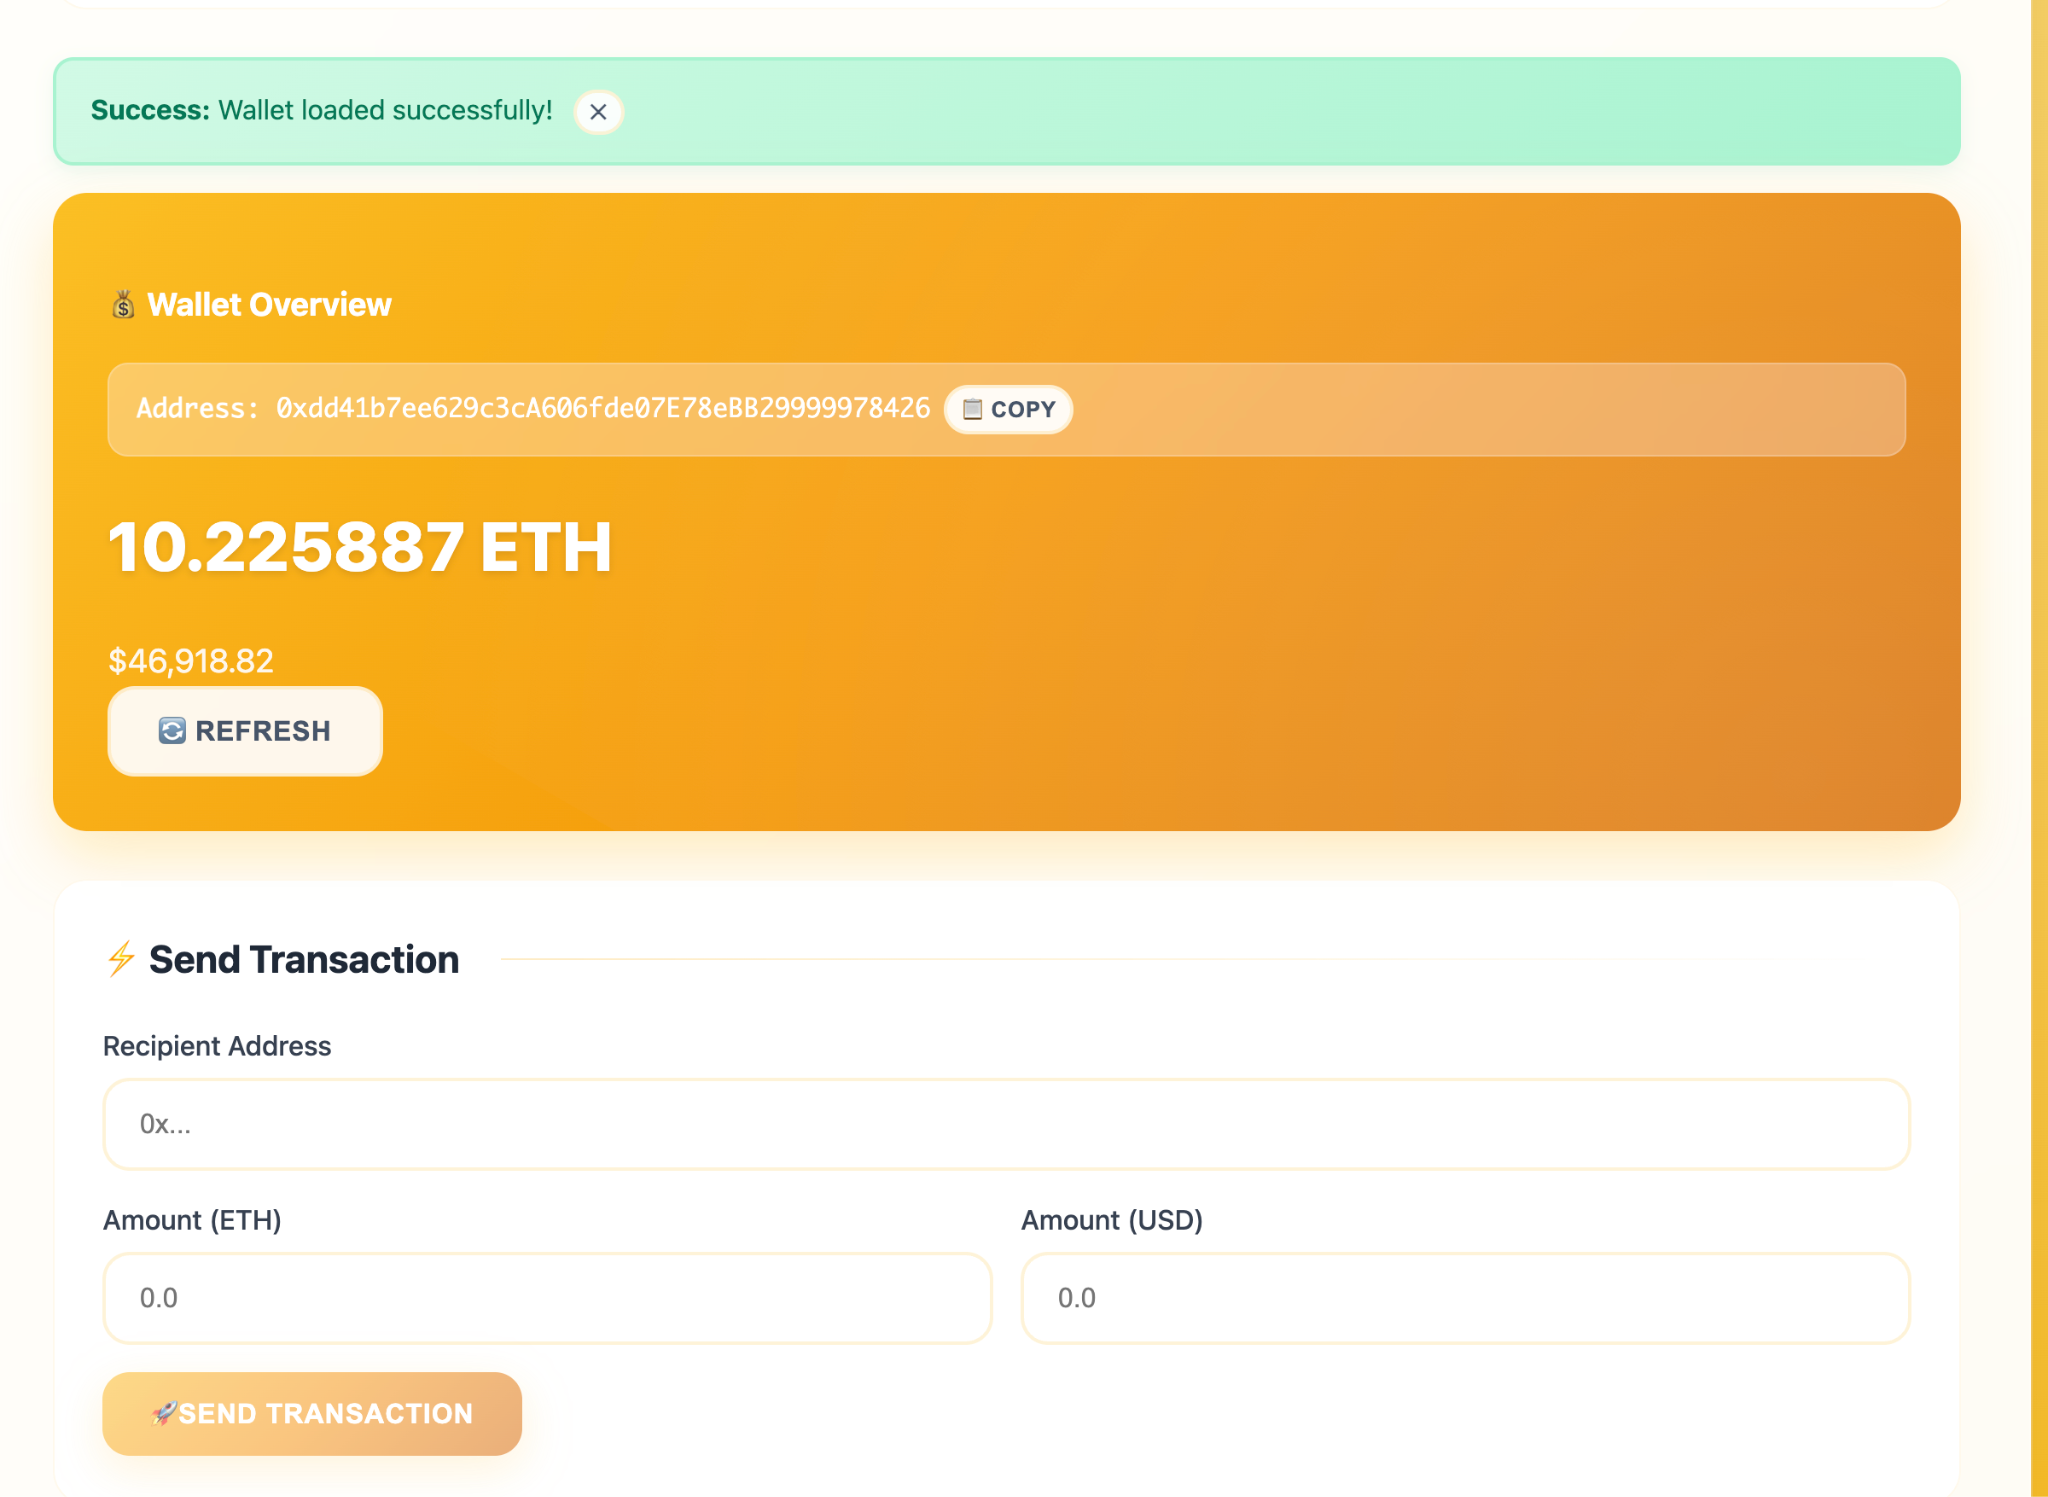 Success: Wallet loaded successfully! ×
💰 Wallet Overview
Address: 0xdd41b7ee629c3cA606fde07E78eBB29999978426 📋 COPY
10.225887 ETH
$46,918.82
🔄 REFRESH
⚡ Send Transaction
Recipient Address
0x...
Amount (ETH) Amount (USD)
0.0 0.0
🚀SEND TRANSACTION